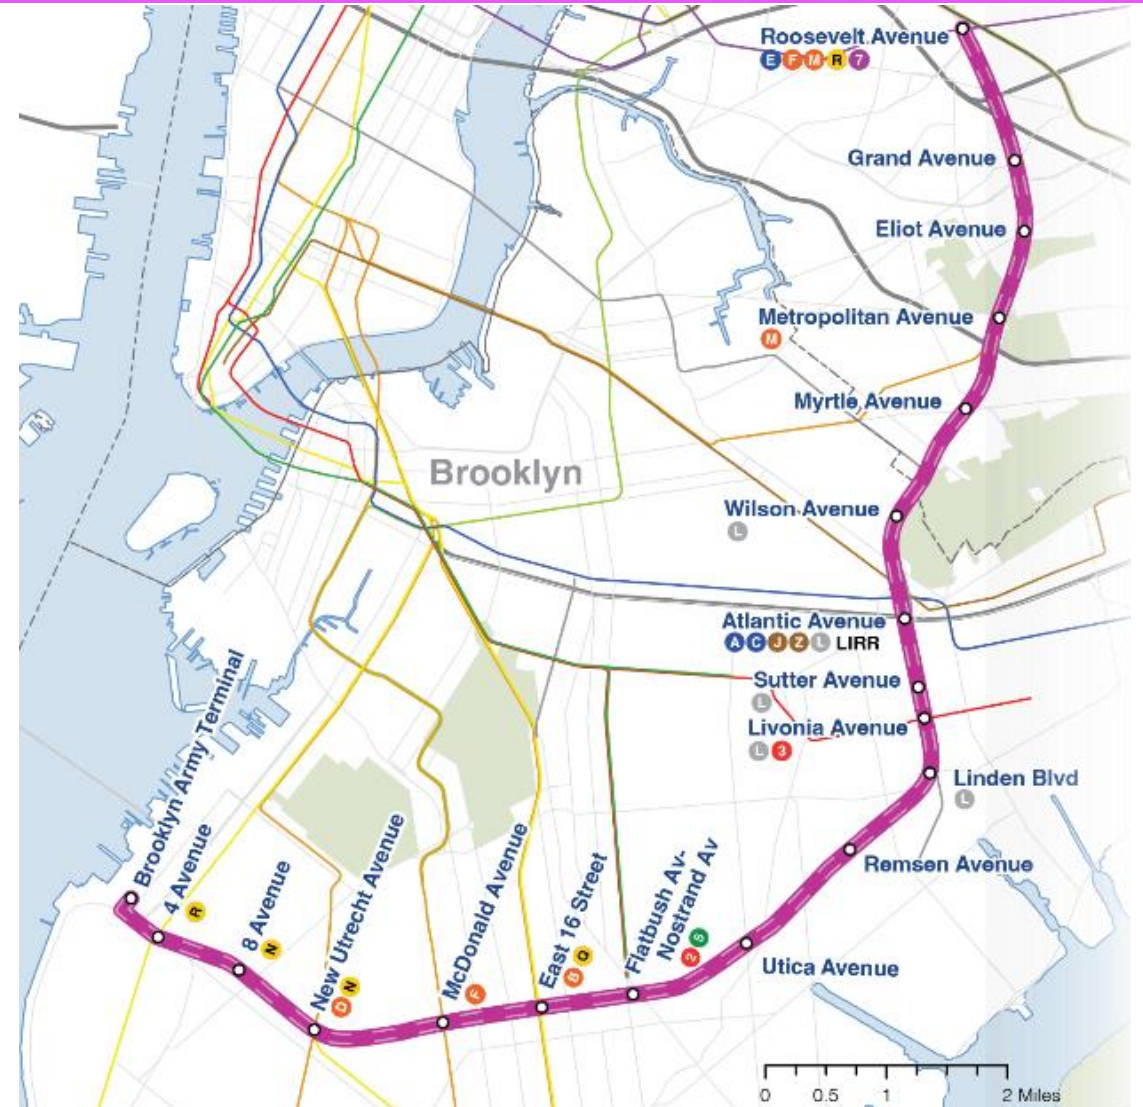 Roosevelt Avenue
E F M R 7
Grand Avenue
Eliot Avenue
Metropolitan Avenue
M
Myrtle Avenue
Brooklyn
Wilson Avenue
L
Atlantic Avenue
A C J Z L LIRR
Sutter Avenue
L
Livonia Avenue
L 3
Linden Blvd
L
Remsen Avenue
Utica Avenue
Flatbush Av-
Nostrand Av
2 5
East 16 Street
B Q
McDonald Avenue
F
New Utrecht Avenue
D N
8 Avenue
N
4 Avenue
R
Brooklyn Army Terminal
0 0.5 1 2 Miles